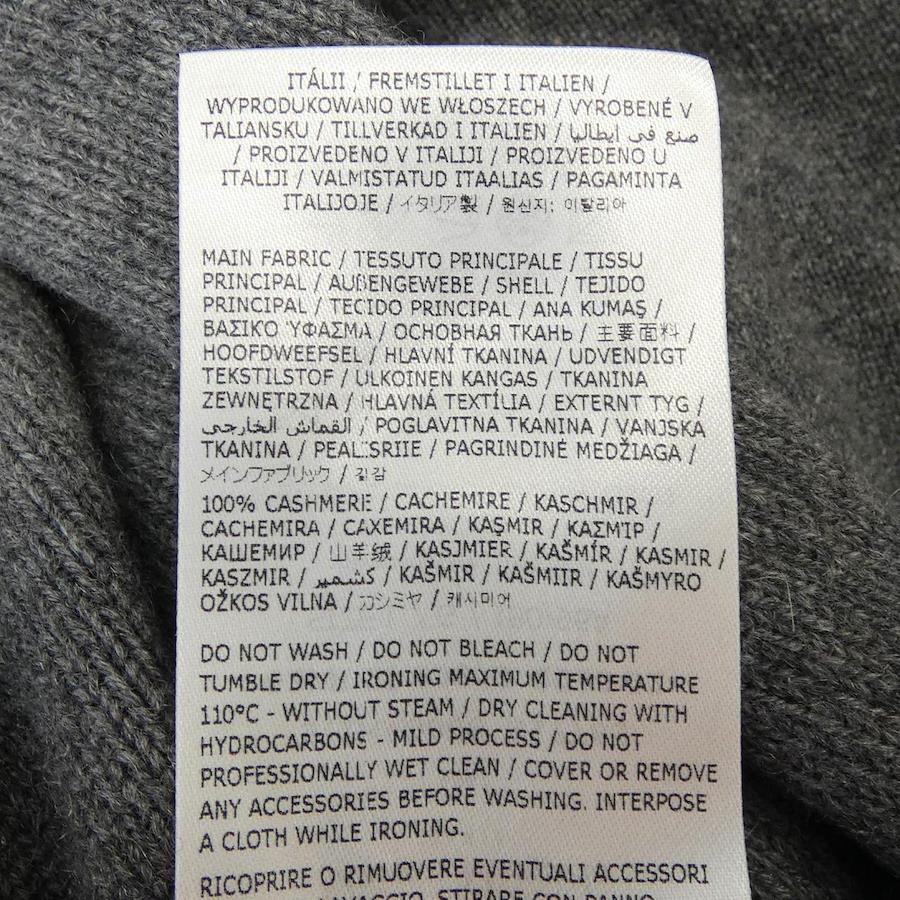 ITÁLII / FREMSTILLET I ITALIEN /
WYPRODUKOWANO WE WŁOSZECH / VYROBENÉ V
TALIANSKU / TILLVERKAD I ITALIEN / صنع في ايطاليا
/ PROIZVEDENO V ITALIJI / PROIZVEDENO U
ITALIJI / VALMISTATUD ITAALIAS / PAGAMINTA
ITALIJOJE / イタリア製 / 원산지: 이탈리아
MAIN FABRIC / TESSUTO PRINCIPALE / TISSU
PRINCIPAL / AUßENGEWEBE / SHELL / TEJIDO
PRINCIPAL / TECIDO PRINCIPAL / ANA KUMAŞ /
ΒΑΣΙΚΌ ΎΦΑΣΜΑ / ОСНОВНАЯ ТКАНЬ / 主要面料 /
HOOFDWEEFSEL / HLAVNÍ TKANINA / UDVENDIGT
TEKSTILSTOF / ULKOINEN KANGAS / TKANINA
ZEWNĘTRZNA / HLAVNÁ TEXTÍLIA / EXTERNT TYG /
القماش الخارجي / POGLAVITNA TKANINA / VANJSKA
TKANINA / PEALISRIIE / PAGRINDINĖ MEDŽIAGA /
メインファブリック / 겉감
100% CASHMERE / CACHEMIRE / KASCHMIR /
CACHEMIRA / CAXEMIRA / KAŞMIR / ΚΑΣΜΊΡ /
КАШЕМИР / 山羊绒 / KASJMIER / KAŠMÍR / KASMIR /
KASZMIR / كشمير / KAŠMIR / KAŠMIIR / KAŠMYRO
OŽKOS VILNA / カシミヤ / 캐시미어
DO NOT WASH / DO NOT BLEACH / DO NOT
TUMBLE DRY / IRONING MAXIMUM TEMPERATURE
110°C - WITHOUT STEAM / DRY CLEANING WITH
HYDROCARBONS - MILD PROCESS / DO NOT
PROFESSIONALLY WET CLEAN / COVER OR REMOVE
ANY ACCESSORIES BEFORE WASHING. INTERPOSE
A CLOTH WHILE IRONING.
RICOPRIRE O RIMUOVERE EVENTUALI ACCESSORI
LAVAGGIO. STIRARE CON PANNO